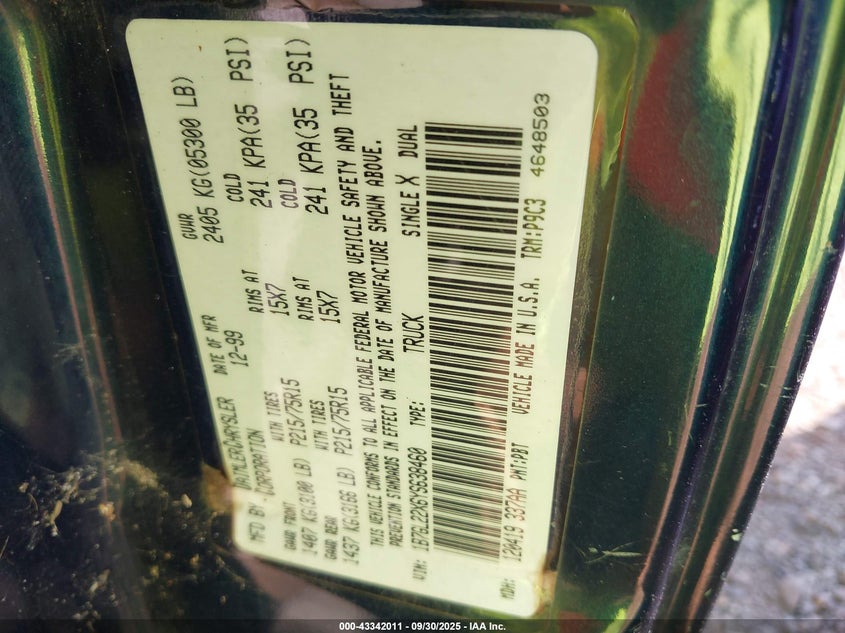 MFD BY: DAIMLERCHRYSLER CORPORATION DATE OF MFR 12-99 GVWR 2405 KG(05300 LB)
GAWR FRONT WITH TIRES RIMS AT COLD
1407 KG(3100 LB) P215/75R15 15X7 241 KPA(35 PSI)
GAWR REAR WITH TIRES RIMS AT COLD
1437 KG(3166 LB) P215/75R15 15X7 241 KPA(35 PSI)
THIS VEHICLE CONFORMS TO ALL APPLICABLE FEDERAL MOTOR VEHICLE SAFETY AND THEFT
PREVENTION STANDARDS IN EFFECT ON THE DATE OF MANUFACTURE SHOWN ABOVE.
VIN: 1B7GL22X6YS638460 TYPE: TRUCK SINGLE X DUAL
MDH: 120419 337AA PNT:PBT VEHICLE MADE IN U.S.A. TRM:P9C3 4648503
000-43342011 - 09/30/2025 - IAA Inc.